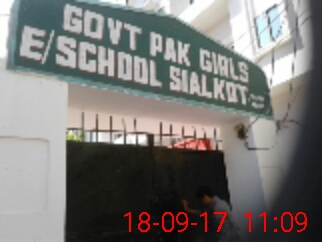 GOVT PAK GIRLS
E/SCHOOL SIALKOT
18-09-17 11:09